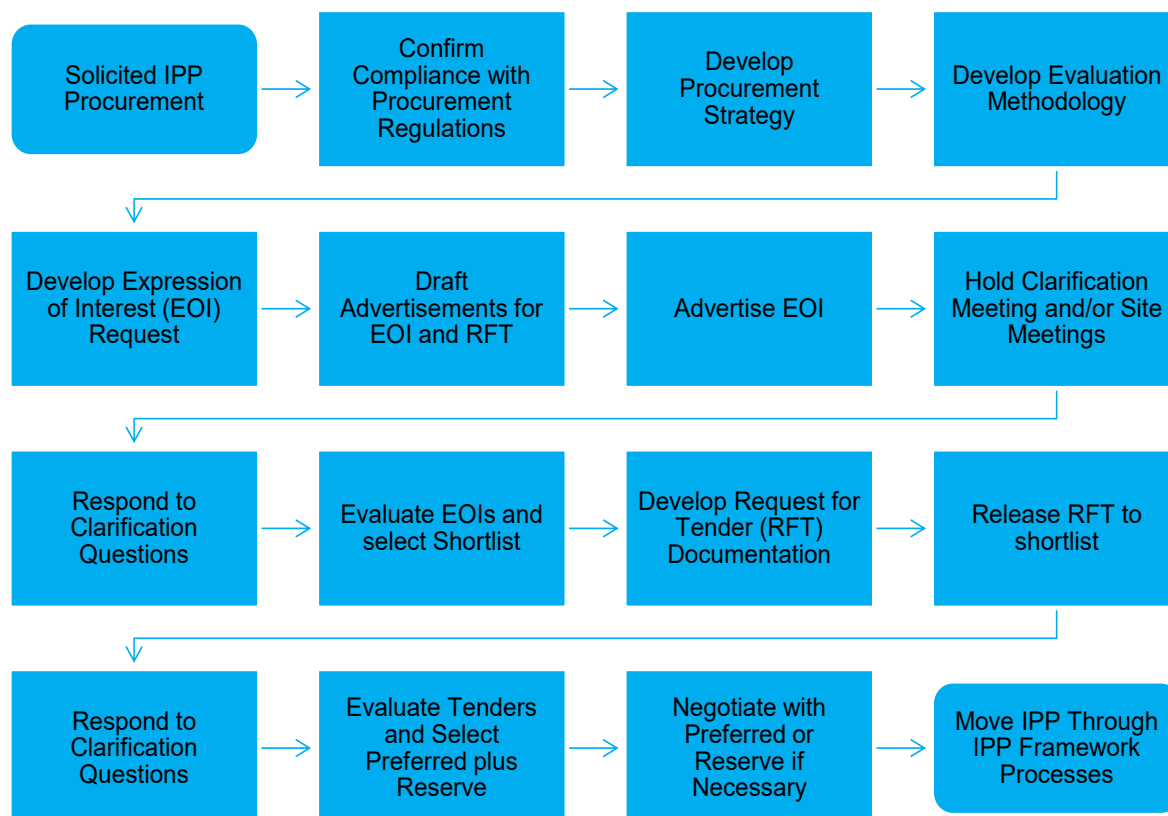 Solicited IPP
Procurement
Confirm
Compliance with
Procurement
Regulations
Develop
Procurement
Strategy
Develop Evaluation
Methodology
Develop Expression
of Interest (EOI)
Request
Draft
Advertisements for
EOI and RFT
Advertise EOI
Hold Clarification
Meeting and/or Site
Meetings
Respond to
Clarification
Questions
Evaluate EOIs and
select Shortlist
Develop Request for
Tender (RFT)
Documentation
Release RFT to
shortlist
Respond to
Clarification
Questions
Evaluate Tenders
and Select
Preferred plus
Reserve
Negotiate with
Preferred or
Reserve if
Necessary
Move IPP Through
IPP Framework
Processes